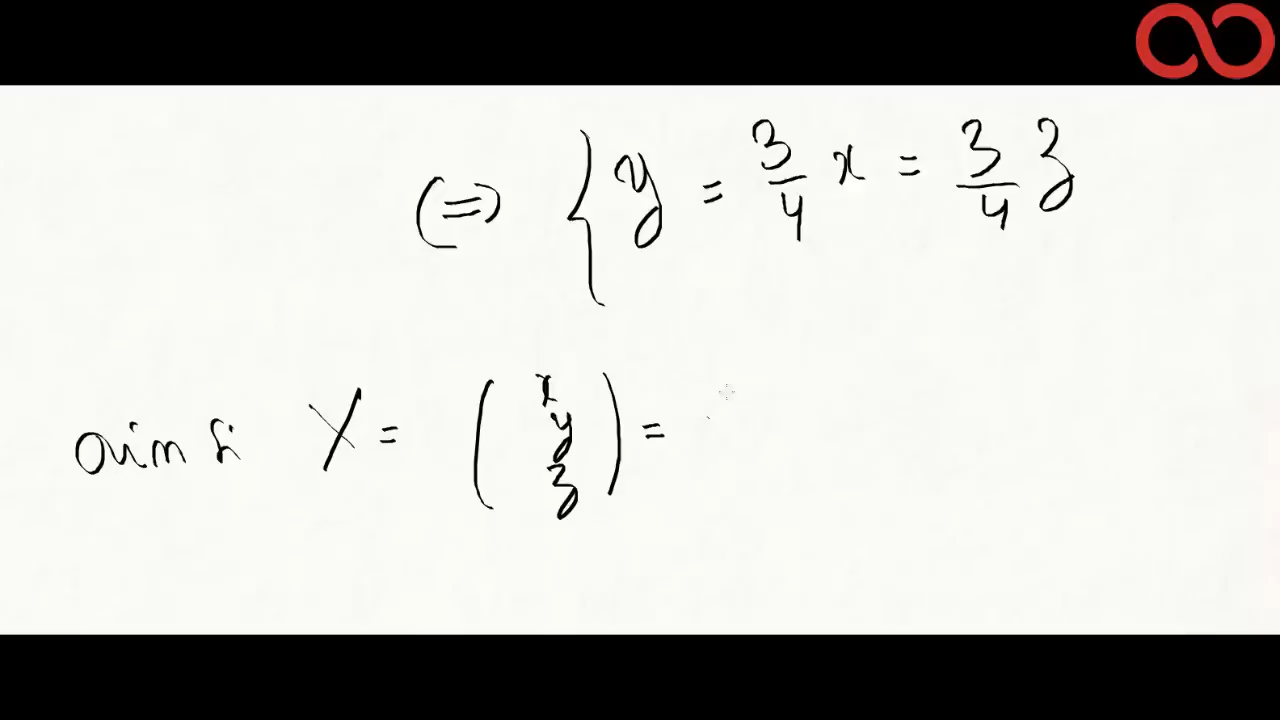 (⇒) { y = 3/4 x = 3/4 z
ainsi X = ( x y z ) =